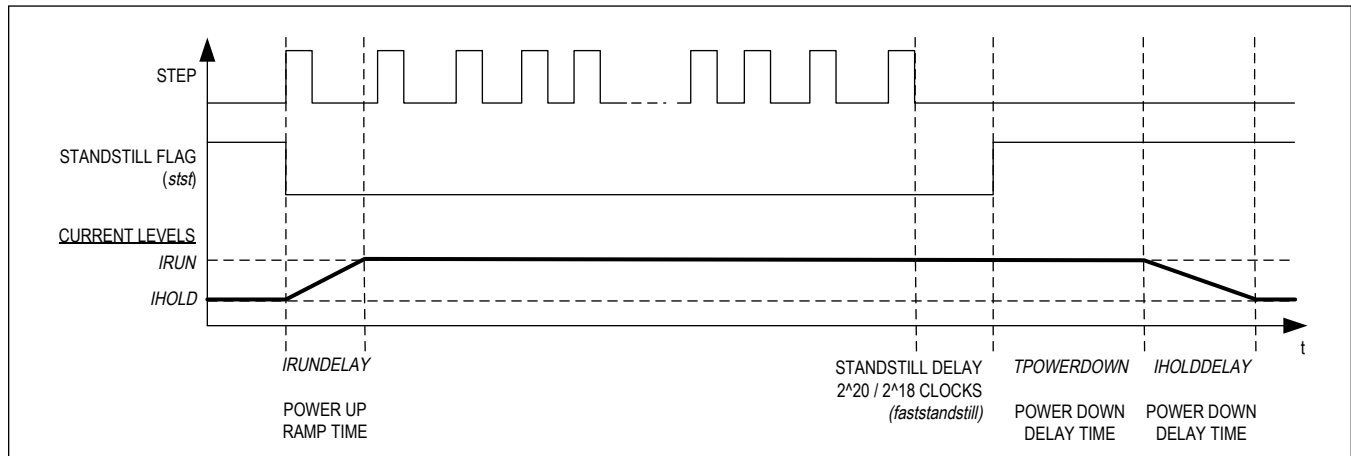 STEP
STANDSTILL FLAG
(stst)
CURRENT LEVELS
IRUN
IHOLD
t
IRUNDELAY
POWER UP
RAMP TIME
STANDSTILL DELAY
2^20 / 2^18 CLOCKS
(faststandstill)
TPOWERDOWN
POWER DOWN
DELAY TIME
IHOLDDELAY
POWER DOWN
DELAY TIME